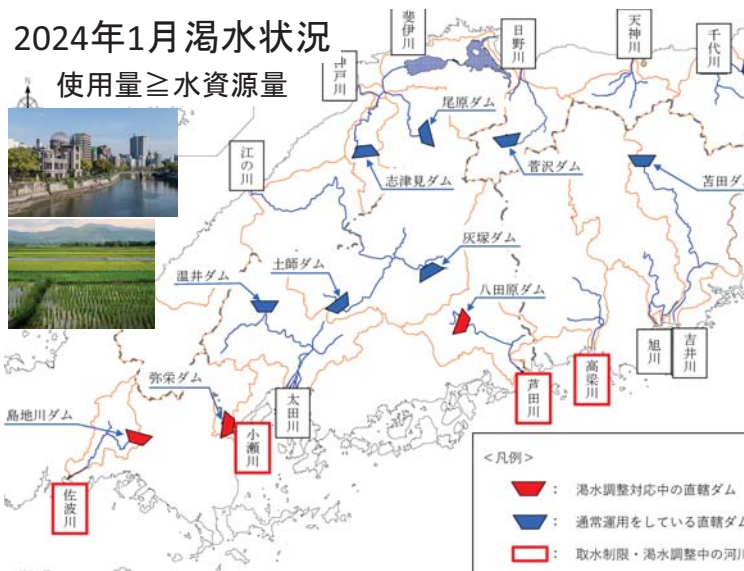 2024年1月渇水状況
使用量≧水資源量
N
斐伊川
日野川
天神川
千代川
神戸川
尾原ダム
江の川
志津見ダム
菅沢ダム
苫田ダム
灰塚ダム
土師ダム
温井ダム
八田原ダム
旭川
吉井川
高梁川
芦田川
弥栄ダム
太田川
小瀬川
島地川ダム
佐波川
<凡例>
: 渇水調整対応中の直轄ダム
: 通常運用をしている直轄ダム
: 取水制限・渇水調整中の河川